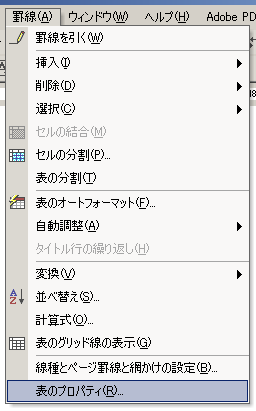 罫線(A) ウィンドウ(W) ヘルプ(H) Adobe PD
罫線を引く(W)
挿入(I)
削除(D)
選択(C)
セルの結合(M)
セルの分割(P)...
表の分割(T)
表のオートフォーマット(F)...
自動調整(A)
タイトル行の繰り返し(H)
変換(V)
並べ替え(S)...
計算式(O)...
表のグリッド線の表示(G)
線種とページ罫線と網かけの設定(B)...
表のプロパティ(R)...